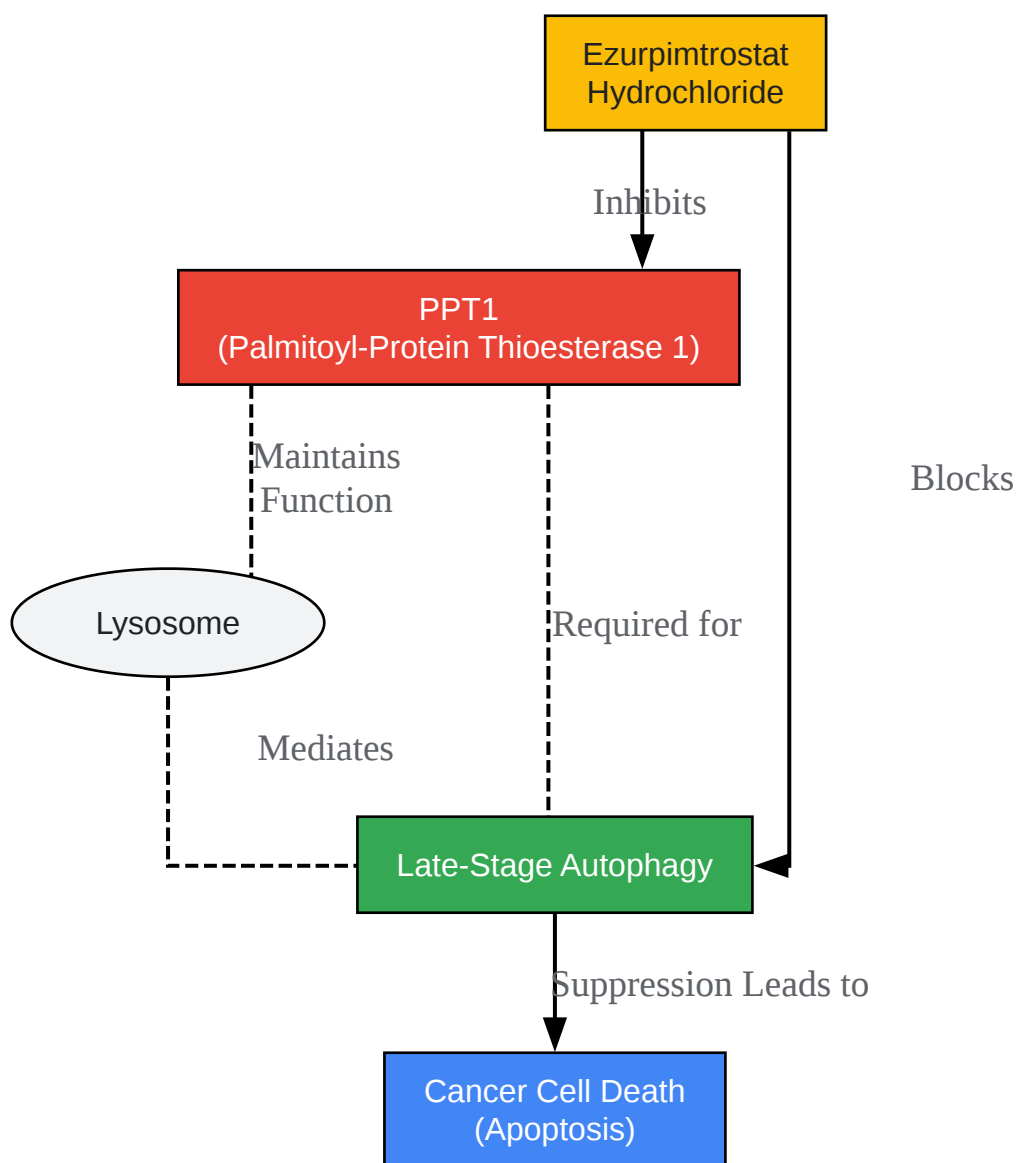 Ezurpimtrostat
Hydrochloride
Inhibits
PPT1
(Palmitoyl-Protein Thioesterase 1)
Maintains
Function
Blocks
Lysosome
Required for
Mediates
Late-Stage Autophagy
Suppression Leads to
Cancer Cell Death
(Apoptosis)